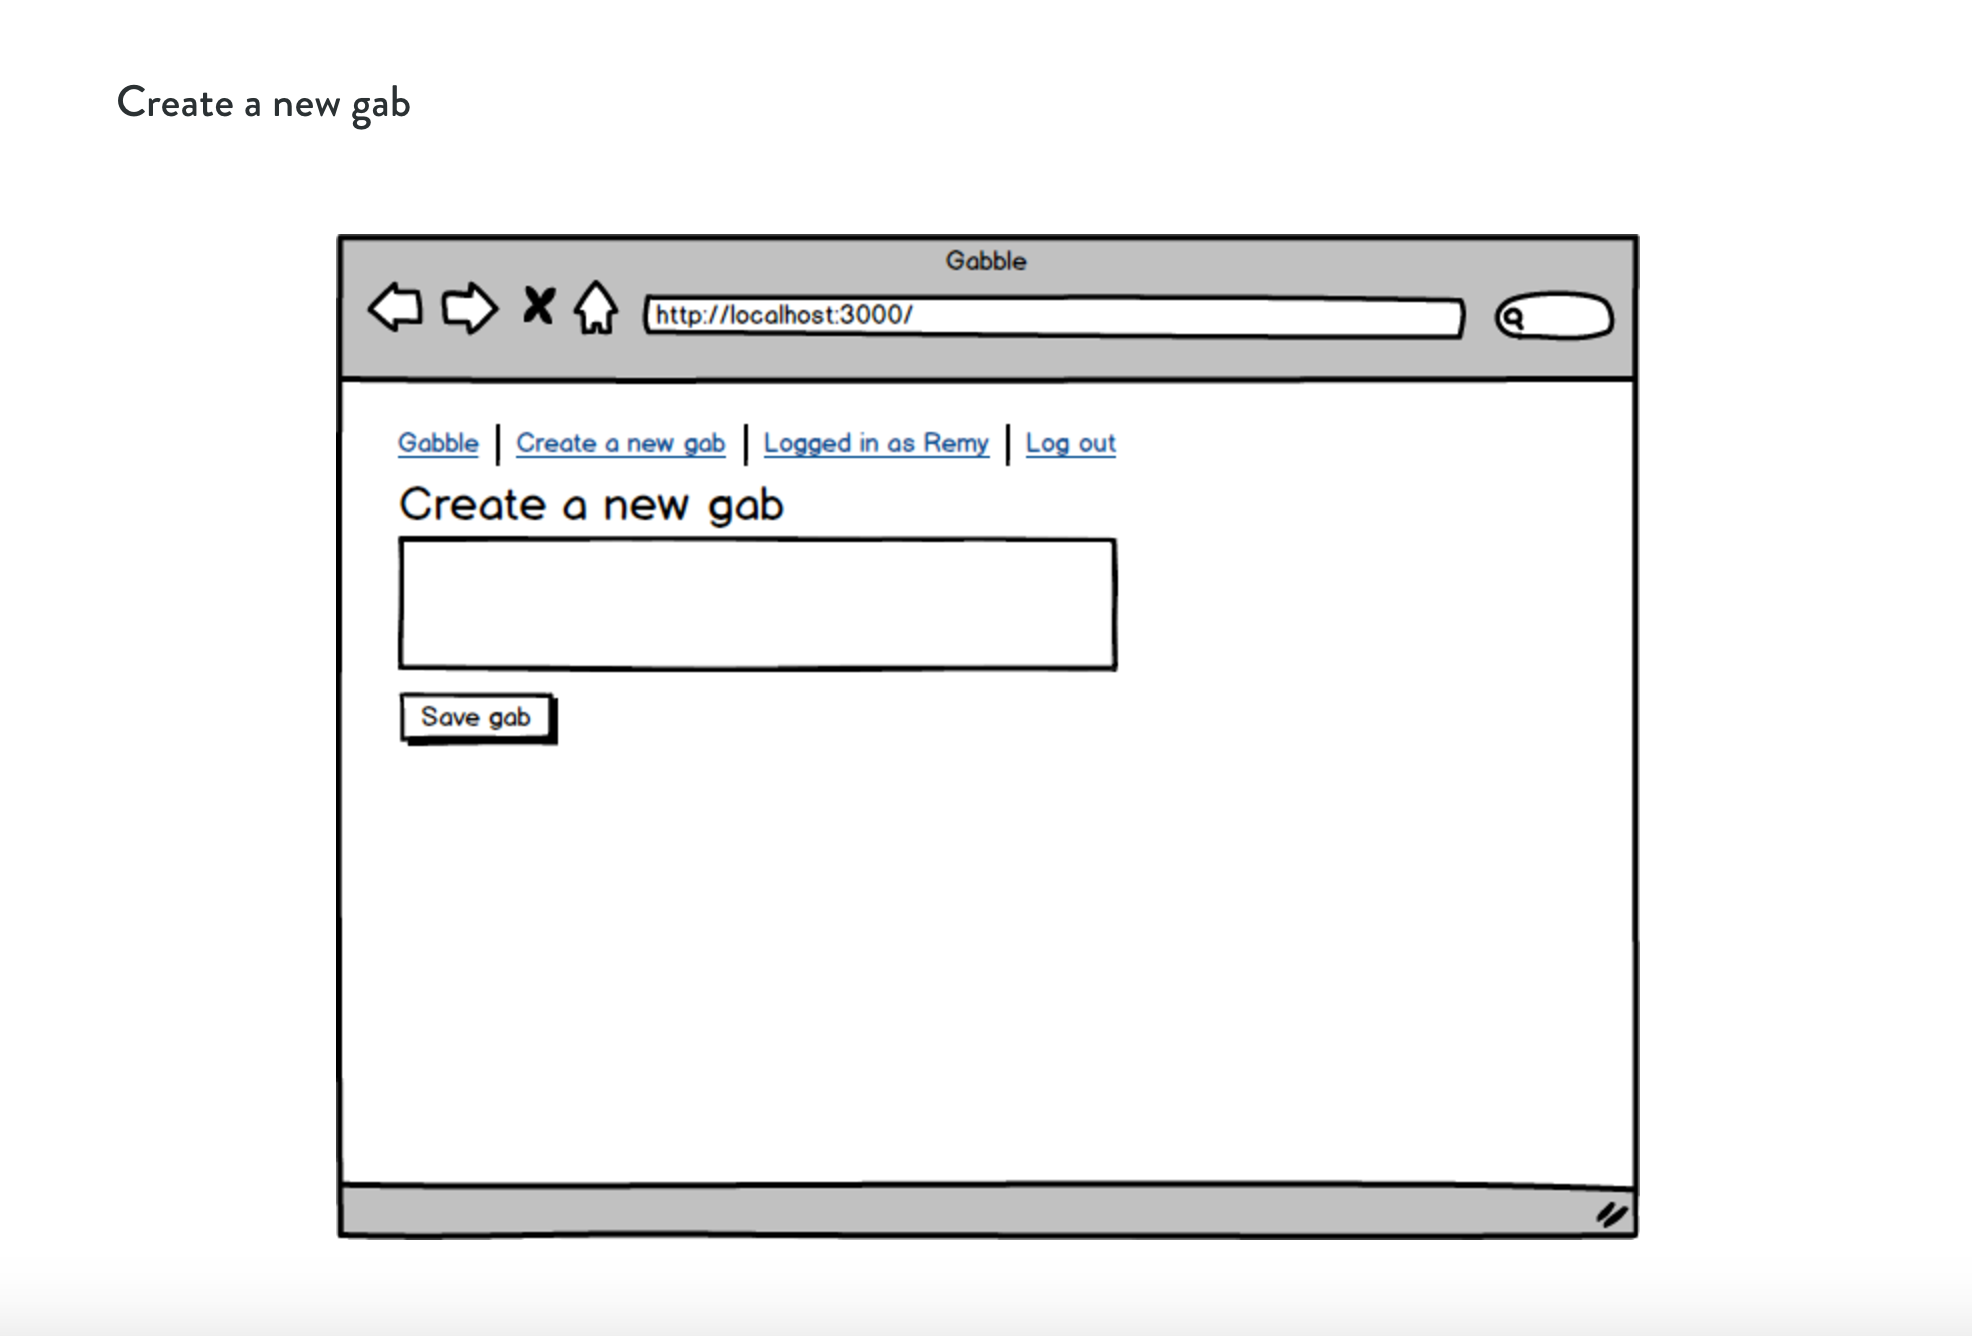 Create a new gab
Gabble
http://localhost:3000/
Gabble | Create a new gab | Logged in as Remy | Log out
Create a new gab
Save gab